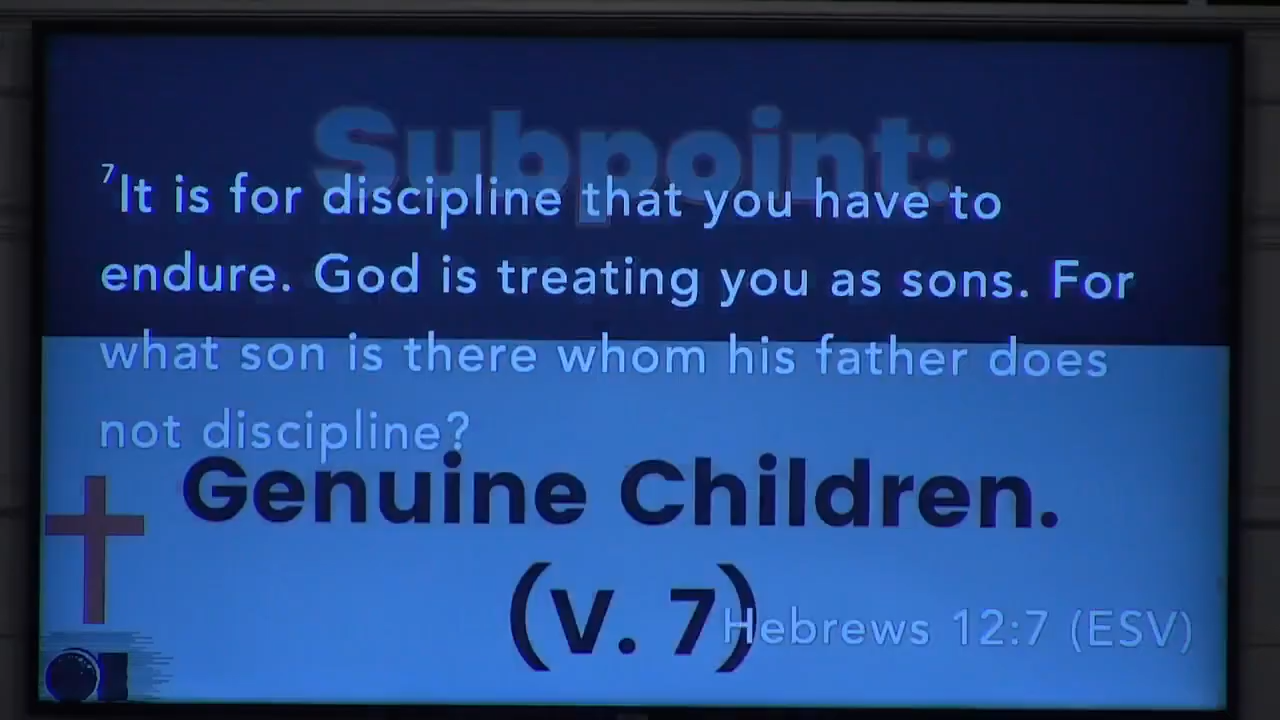 Subpoint:
7It is for discipline that you have to
endure. God is treating you as sons. For
what son is there whom his father does
not discipline?
Genuine Children.
(V. 7)
Hebrews 12:7 (ESV)